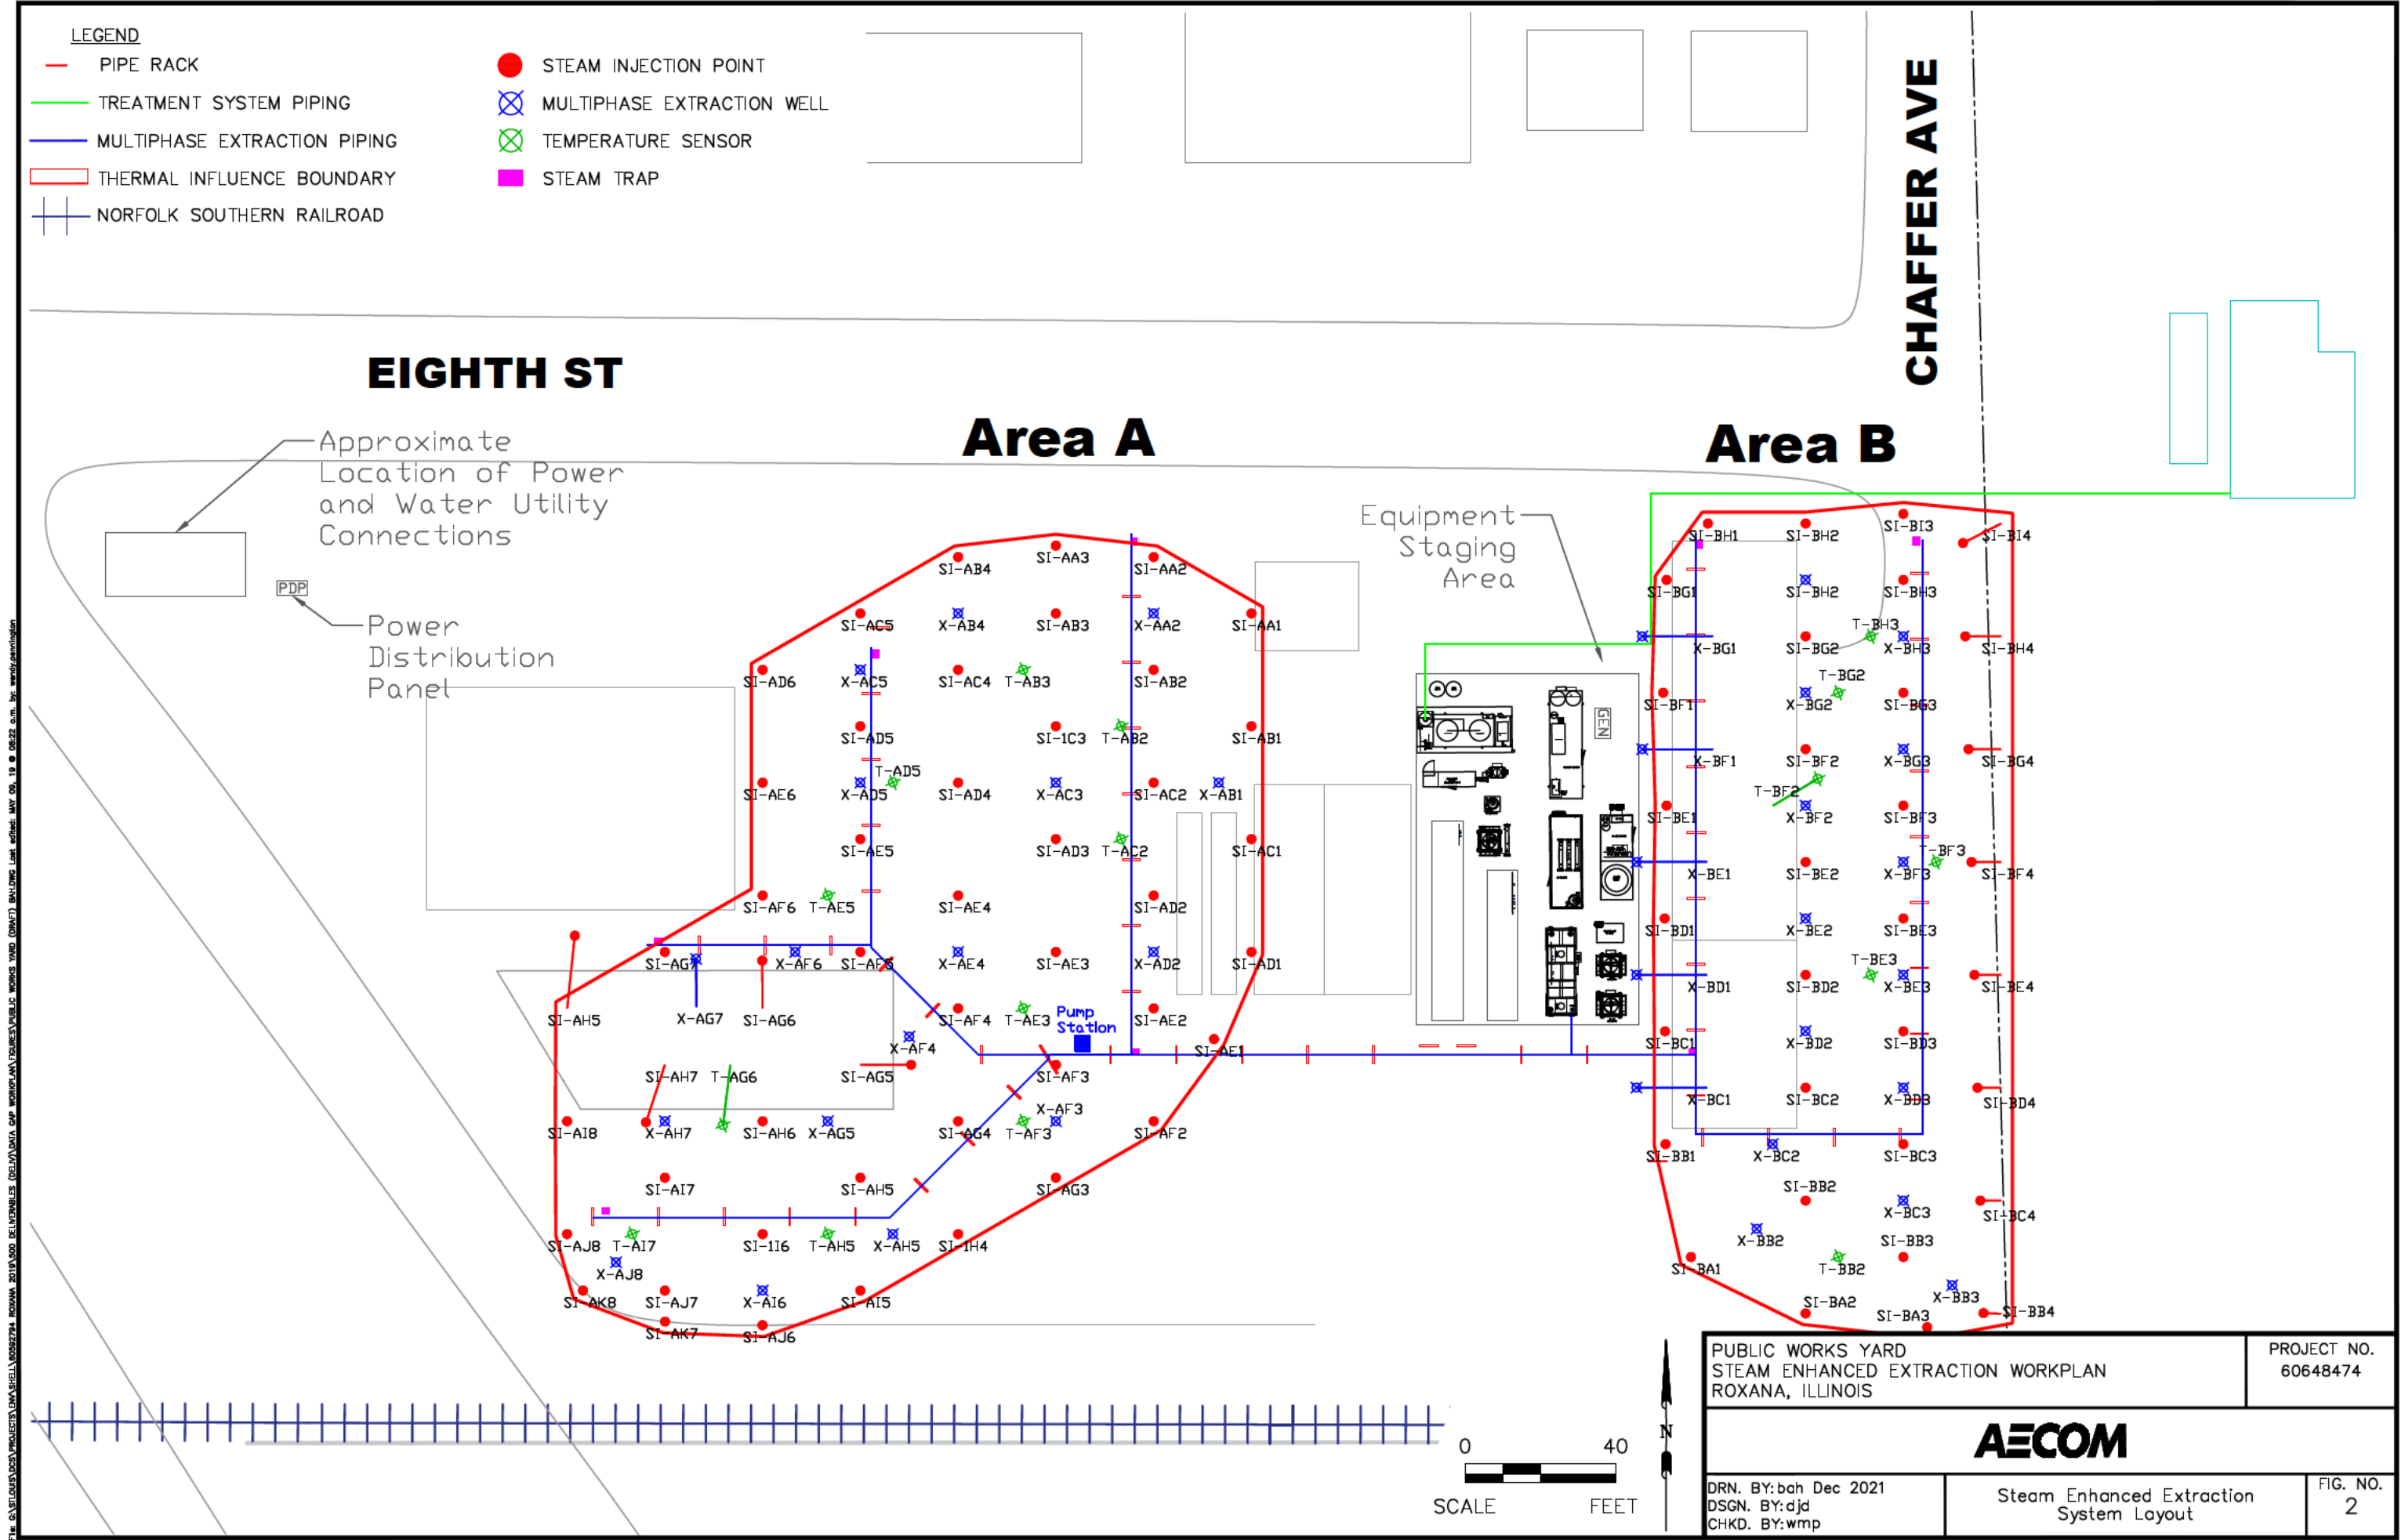 LEGEND
PIPE RACK
TREATMENT SYSTEM PIPING
MULTIPHASE EXTRACTION PIPING
THERMAL INFLUENCE BOUNDARY
NORFOLK SOUTHERN RAILROAD
STEAM INJECTION POINT
MULTIPHASE EXTRACTION WELL
TEMPERATURE SENSOR
STEAM TRAP
CHAFFER AVE
EIGHTH ST
Area A
Area B
Approximate
Location of Power
and Water Utility
Connections
PDP
Power
Distribution
Panel
Equipment
Staging
Area
GEN
SI-AA3
SI-AB4
SI-AA2
SI-AC5
X-AB4
SI-AB3
X-AA2
SI-AA1
SI-AD6
X-AC5
SI-AC4
T-AB3
SI-AB2
SI-AD5
SI-1C3
T-AB2
SI-AB1
T-AD5
SI-AE6
X-AD5
SI-AD4
X-AC3
SI-AC2
X-AB1
SI-AE5
SI-AD3
T-AC2
SI-AC1
SI-AF6
T-AE5
SI-AE4
SI-AD2
SI-AG7
X-AF6
SI-AF5
X-AE4
SI-AE3
X-AD2
SI-AD1
SI-AH5
X-AG7
SI-AG6
SI-AF4
T-AE3
Pump
Station
SI-AE2
X-AF4
SI-AE1
SI-AH7
T-AG6
SI-AG5
SI-AF3
X-AF3
SI-AI8
X-AH7
SI-AH6
X-AG5
SI-AG4
T-AF3
SI-AF2
SI-AI7
SI-AH5
SI-AG3
SI-AJ8
T-AI7
SI-1I6
T-AH5
X-AH5
SI-1H4
X-AJ8
SI-AK8
SI-AJ7
X-AI6
SI-AI5
SI-AK7
SI-AJ6
SI-BI3
SI-BH1
SI-BH2
SI-BI4
SI-BG1
SI-BH2
SI-BH3
T-BH3
X-BG1
SI-BG2
X-BH3
SI-BH4
T-BG2
SI-BF1
X-BG2
SI-BG3
X-BF1
SI-BF2
X-BG3
SI-BG4
T-BF2
SI-BE1
X-BF2
SI-BF3
T-BF3
X-BE1
SI-BE2
X-BF3
SI-BF4
SI-BD1
X-BE2
SI-BE3
T-BE3
X-BD1
SI-BD2
X-BE3
SI-BE4
SI-BC1
X-BD2
SI-BD3
X-BC1
SI-BC2
X-BD3
SI-BD4
SI-BB1
X-BC2
SI-BC3
SI-BB2
X-BC3
SI-BC4
X-BB2
SI-BB3
SI-BA1
T-BB2
X-BB3
SI-BA2
SI-BA3
SI-BB4
0 40
SCALE FEET
N
PUBLIC WORKS YARD
STEAM ENHANCED EXTRACTION WORKPLAN
ROXANA, ILLINOIS
PROJECT NO.
60648474
AECOM
DRN. BY:bah Dec 2021
DSGN. BY:djd
CHKD. BY:wmp
Steam Enhanced Extraction
System Layout
FIG. NO.
2